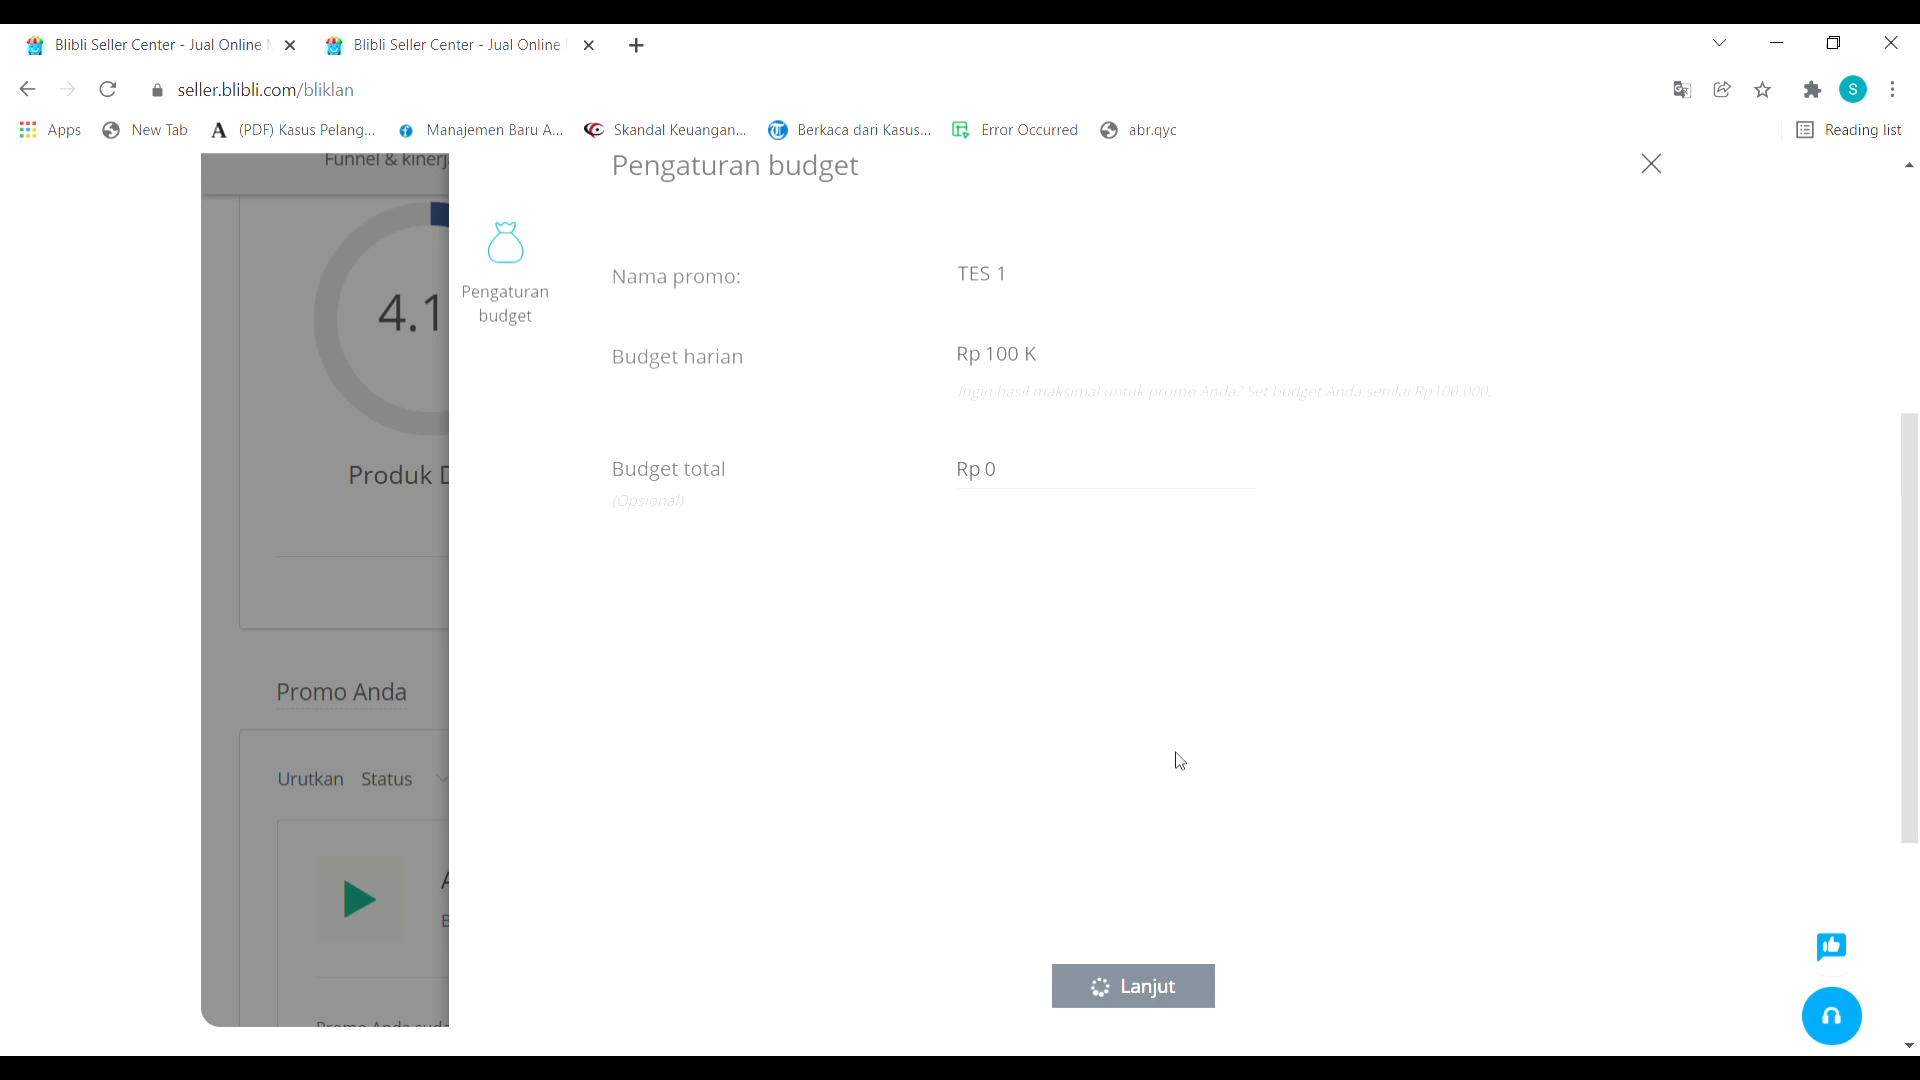 Blibli Seller Center - Jual Online
Blibli Seller Center - Jual Online
seller.blibli.com/bliklan
S
Apps
New Tab
(PDF) Kasus Pelang...
Manajemen Baru A...
Skandal Keuangan...
Berkaca dari Kasus...
Error Occurred
abr.qyc
Reading list
Funnel & kinerj
Pengaturan budget
Pengaturan
budget
Nama promo:
TES 1
4.1
Budget harian
Rp 100 K
Ingin hasil maksimal untuk promo Anda? Set budget Anda senilai Rp100.000.
Produk D
Budget total
Rp 0
(Opsional)
Promo Anda
Urutkan
Status
A
B
Lanjut